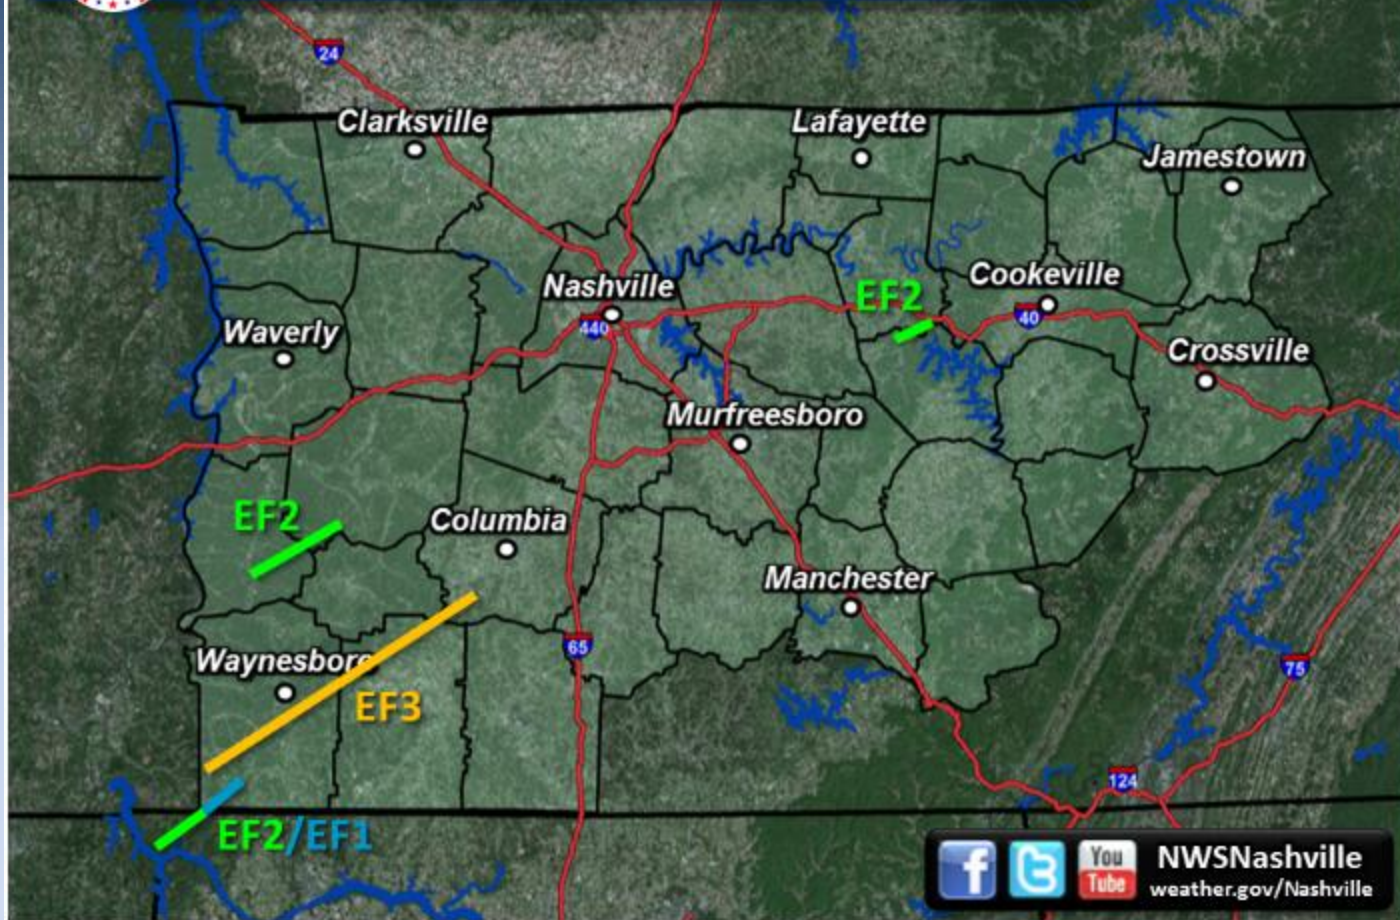 24
Clarksville
Lafayette
Jamestown
Nashville
440
EF2
Cookeville
40
Waverly
Crossville
Murfreesboro
EF2
Columbia
Manchester
Waynesboro
65
75
EF3
124
EF2/EF1
f
t
You
Tube
NWSNashville
weather.gov/Nashville